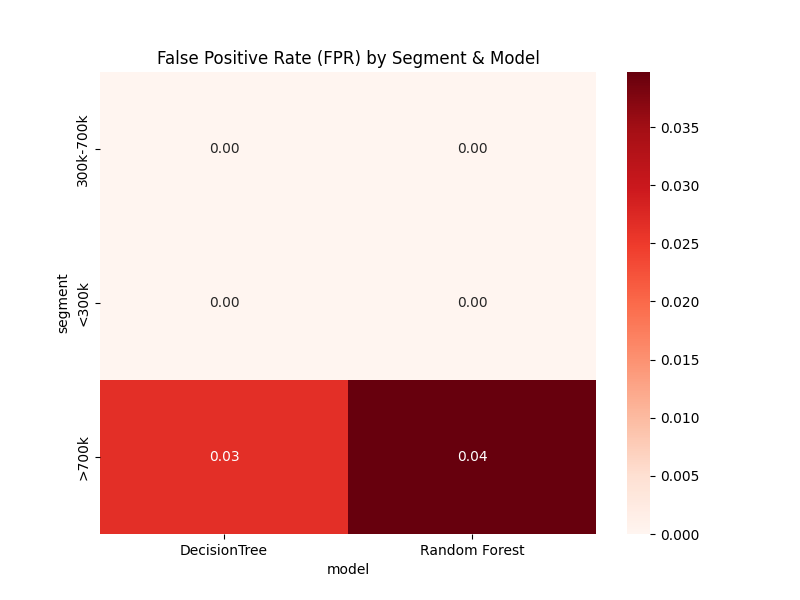 False Positive Rate (FPR) by Segment & Model
segment
300k-700k
<300k
>700k
0.00
0.00
0.00
0.00
0.03
0.04
DecisionTree
Random Forest
model
0.035
0.030
0.025
0.020
0.015
0.010
0.005
0.000